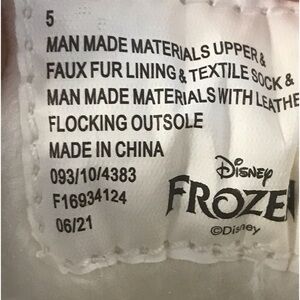 5
MAN MADE MATERIALS UPPER &
FAUX FUR LINING & TEXTILE SOCK &
MAN MADE MATERIALS WITH LEATHE
FLOCKING OUTSOLE
MADE IN CHINA
093/10/4383
F16934124
06/21
Disney
FROZEN
©Disney